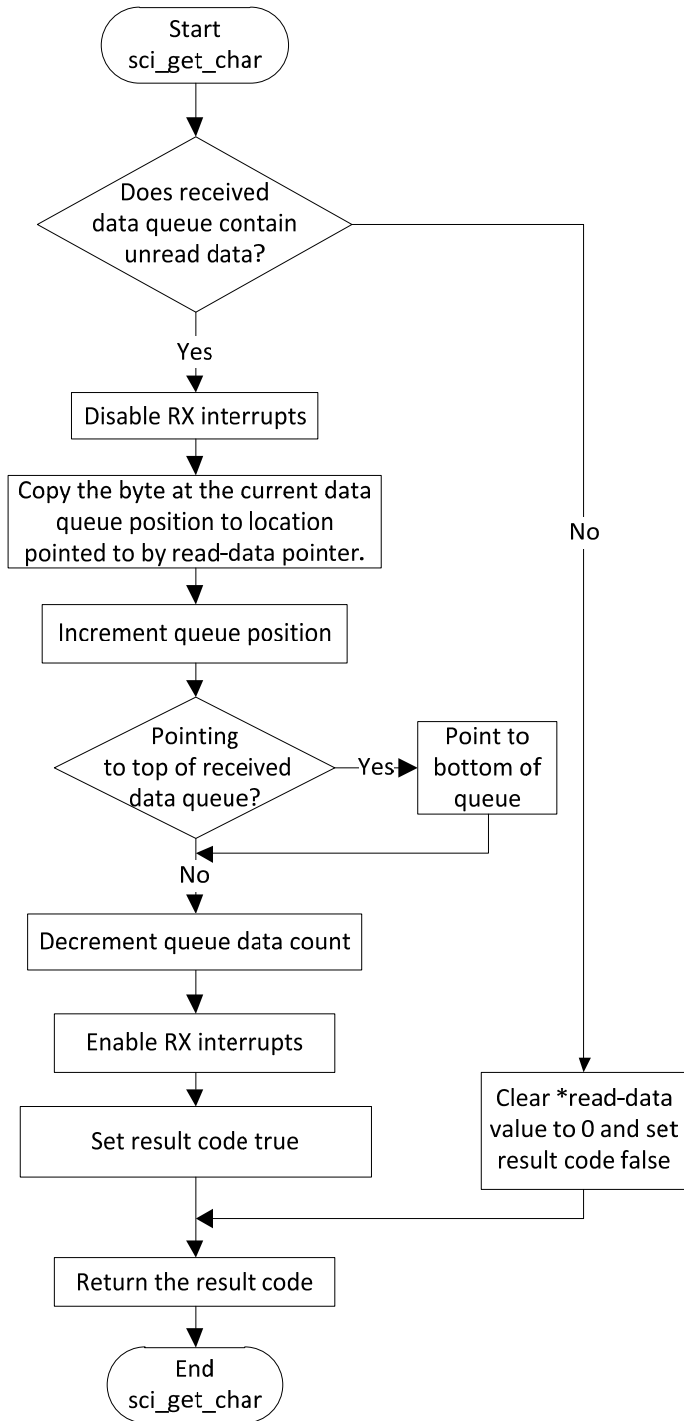 Start
sci_get_char
Does received
data queue contain
unread data?
Yes
Disable RX interrupts
Copy the byte at the current data
queue position to location
pointed to by read-data pointer.
No
Increment queue position
Pointing
to top of received
data queue?
Yes
Point to
bottom of
queue
No
Decrement queue data count
Enable RX interrupts
Set result code true
Clear *read-data
value to 0 and set
result code false
Return the result code
End
sci_get_char